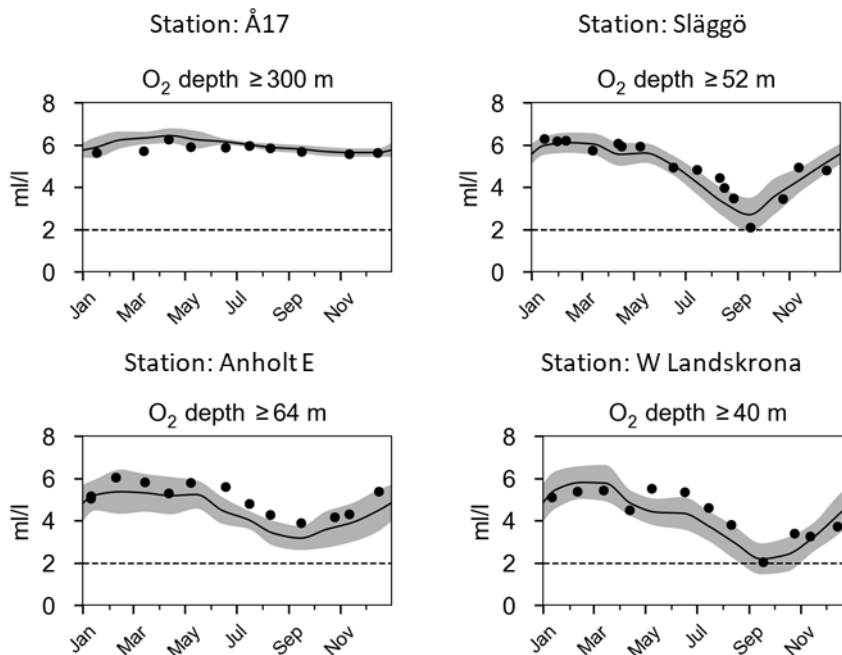 Station: Å17
O₂ depth ≥ 300 m
8
6
4
2
0
ml/l
Jan
Mar
May
Jul
Sep
Nov
Station: Släggö
O₂ depth ≥ 52 m
8
6
4
2
0
ml/l
Jan
Mar
May
Jul
Sep
Nov
Station: Anholt E
O₂ depth ≥ 64 m
8
6
4
2
0
ml/l
Jan
Mar
May
Jul
Sep
Nov
Station: W Landskrona
O₂ depth ≥ 40 m
8
6
4
2
0
ml/l
Jan
Mar
May
Jul
Sep
Nov